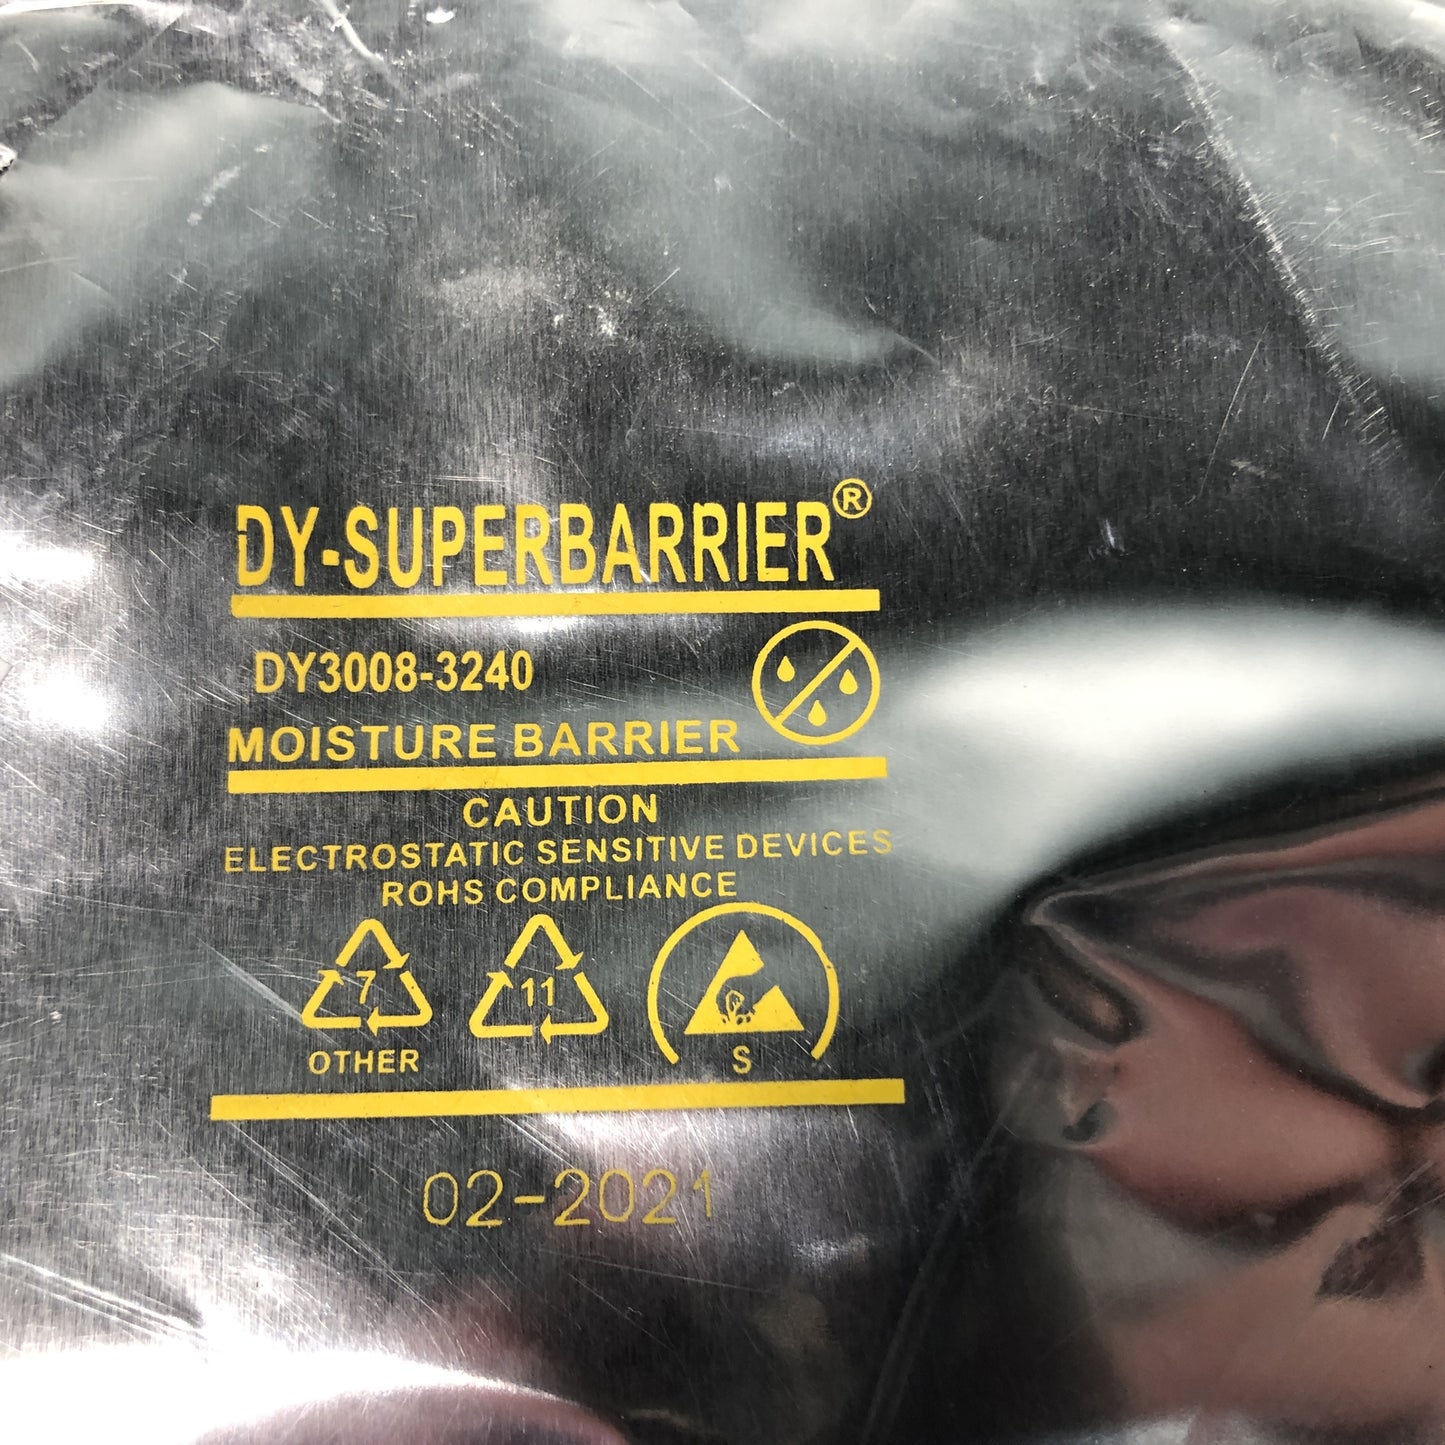 DY-SUPERBARRIER®
DY3008-3240
MOISTURE BARRIER
CAUTION
ELECTROSTATIC SENSITIVE DEVICES
ROHS COMPLIANCE
7 11
OTHER S
02-2021